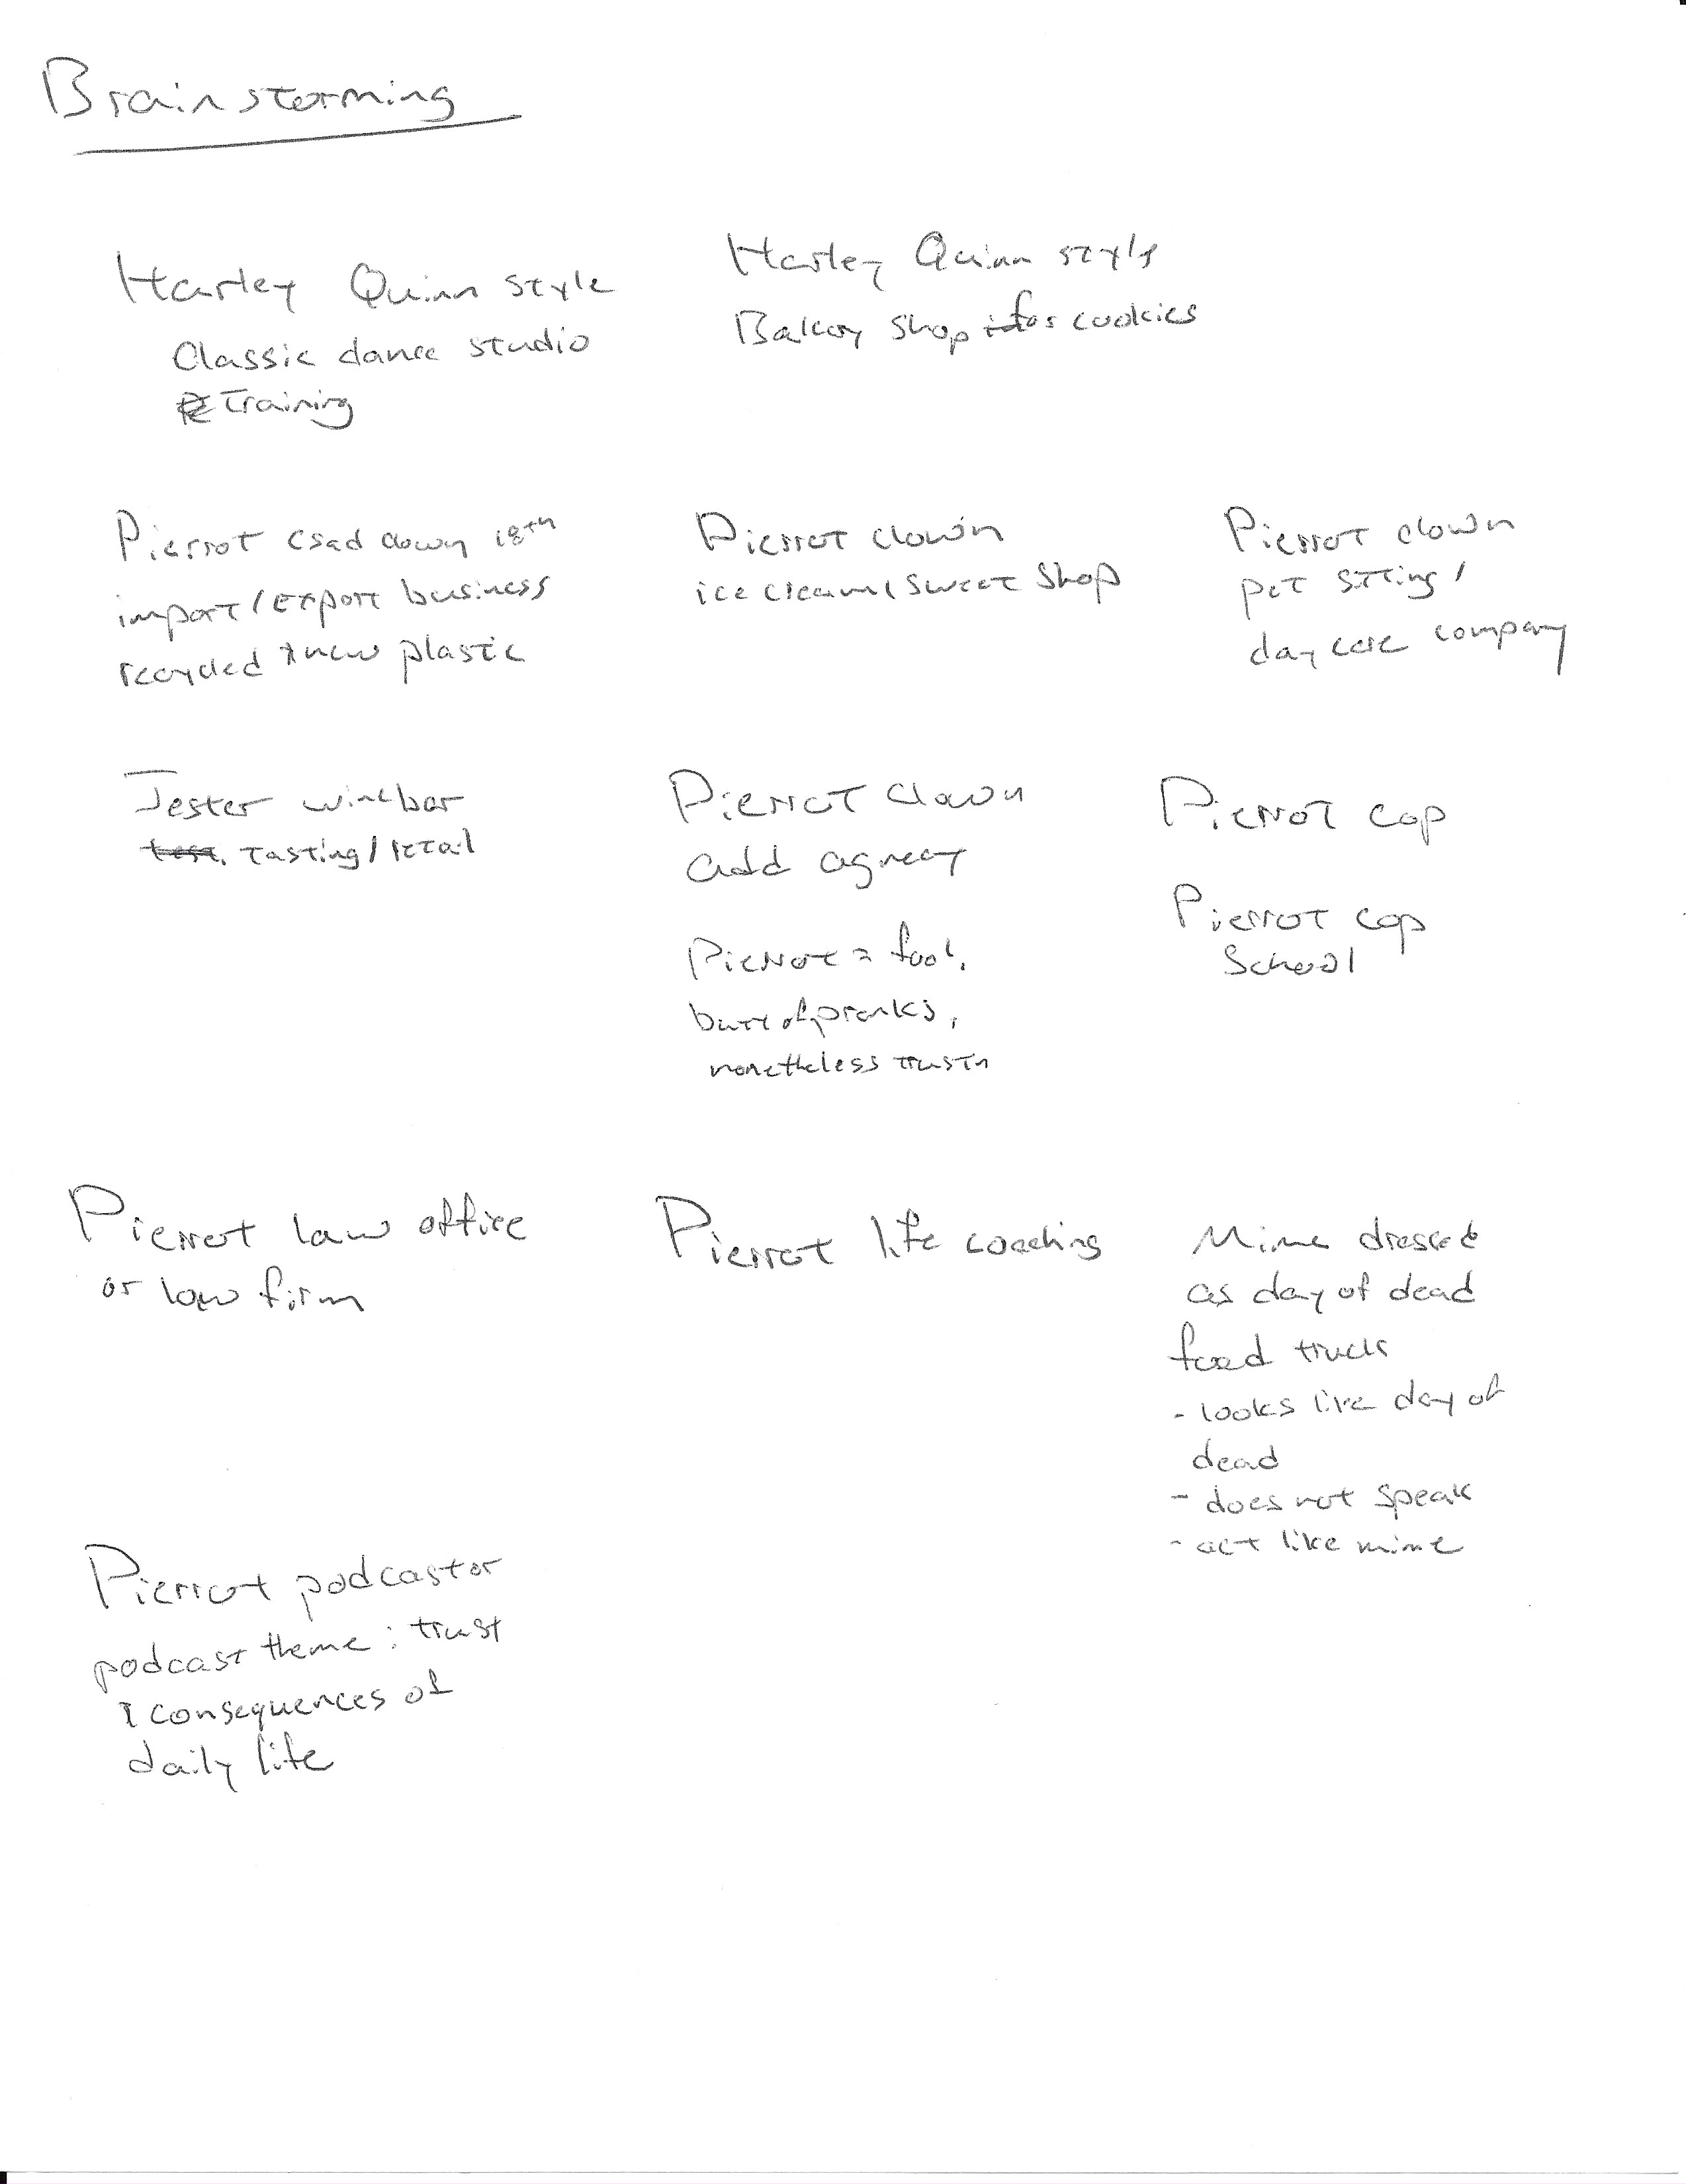 Brainstorming
Harley Quinn style
Classic dance studio
Training
Harley Quinn style
Bakery shop for cookies
Pierrot (sad clown 18th
import/export business
recycled + new plastic
Pierrot clown
ice cream/sweet shop
Pierrot clown
pet sitting/
day care company
Jester winebar
tasting/retail
Pierrot clown
add agnecy
Pierrot = fool,
butt of pranks,
nonetheless trustn
Pierrot cop
Pierrot cop
School
Pierrot law office
or law firm
Pierrot life coaching
Mime dressed
as day of dead
food truck
- looks like day of
dead
- does not speak
- act like mime
Pierrot podcastor
podcast theme: trust
& consequences of
daily life